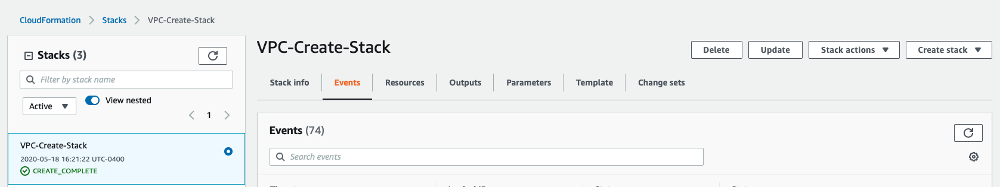 CloudFormation > Stacks > VPC-Create-Stack
Stacks (3)
Filter by stack name
Active
View nested
1
VPC-Create-Stack
2020-05-18 16:21:22 UTC-0400
CREATE_COMPLETE
VPC-Create-Stack
Delete Update Stack actions Create stack
Stack info Events Resources Outputs Parameters Template Change sets
Events (74)
Search events